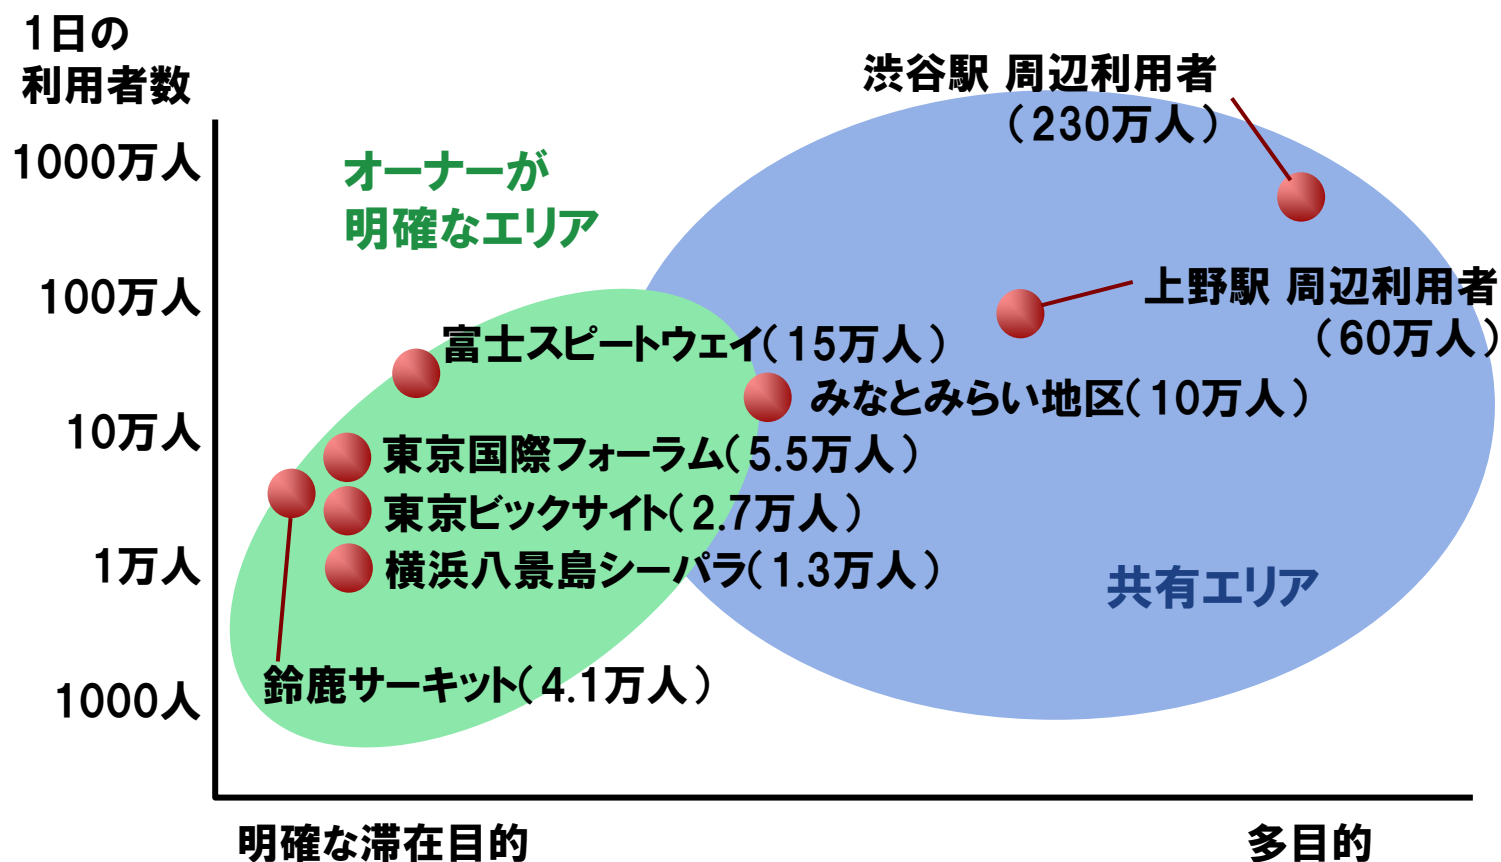 1日の
利用者数
1000万人
100万人
10万人
1万人
1000人
オーナーが
明確なエリア
渋谷駅 周辺利用者
（230万人）
上野駅 周辺利用者
（60万人）
富士スピートウェイ（15万人）
みなとみらい地区（10万人）
東京国際フォーラム（5.5万人）
東京ビックサイト（2.7万人）
横浜八景島シーパラ（1.3万人）
鈴鹿サーキット（4.1万人）
共有エリア
明確な滞在目的
多目的